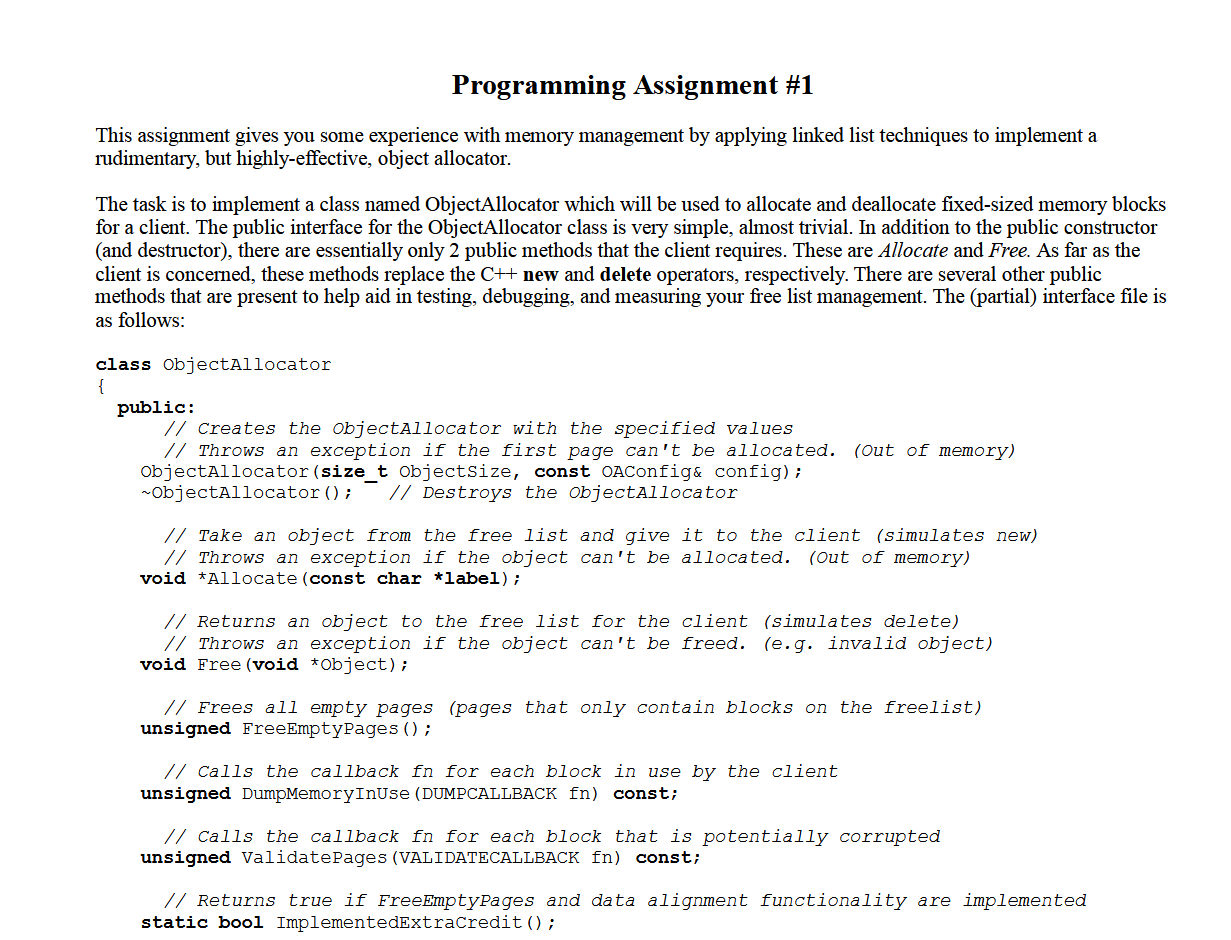 Programming Assignment #1
This assignment gives you some experience with memory management by applying linked list techniques to implement a
rudimentary, but highly-effective, object allocator.
The task is to implement a class named ObjectAllocator which will be used to allocate and deallocate fixed-sized memory blocks
for a client. The public interface for the ObjectAllocator class is very simple, almost trivial. In addition to the public constructor
(and destructor), there are essentially only 2 public methods that the client requires. These are Allocate and Free. As far as the
client is concerned, these methods replace the C++ new and delete operators, respectively. There are several other public
methods that are present to help aid in testing, debugging, and measuring your free list management. The (partial) interface file is
as follows:
class ObjectAllocator
{
public:
// Creates the ObjectAllocator with the specified values
// Throws an exception if the first page can't be allocated. (Out of memory)
ObjectAllocator(size_t ObjectSize, const OAConfig& config);
~ObjectAllocator(); // Destroys the ObjectAllocator
// Take an object from the free list and give it to the client (simulates new)
// Throws an exception if the object can't be allocated. (Out of memory)
void *Allocate(const char *label);
// Returns an object to the free list for the client (simulates delete)
// Throws an exception if the object can't be freed. (e.g. invalid object)
void Free(void *Object);
// Frees all empty pages (pages that only contain blocks on the freelist)
unsigned FreeEmptyPages();
// Calls the callback fn for each block in use by the client
unsigned DumpMemoryInUse(DUMPCALLBACK fn) const;
// Calls the callback fn for each block that is potentially corrupted
unsigned ValidatePages(VALIDATECALLBACK fn) const;
// Returns true if FreeEmptyPages and data alignment functionality are implemented
static bool ImplementedExtraCredit();